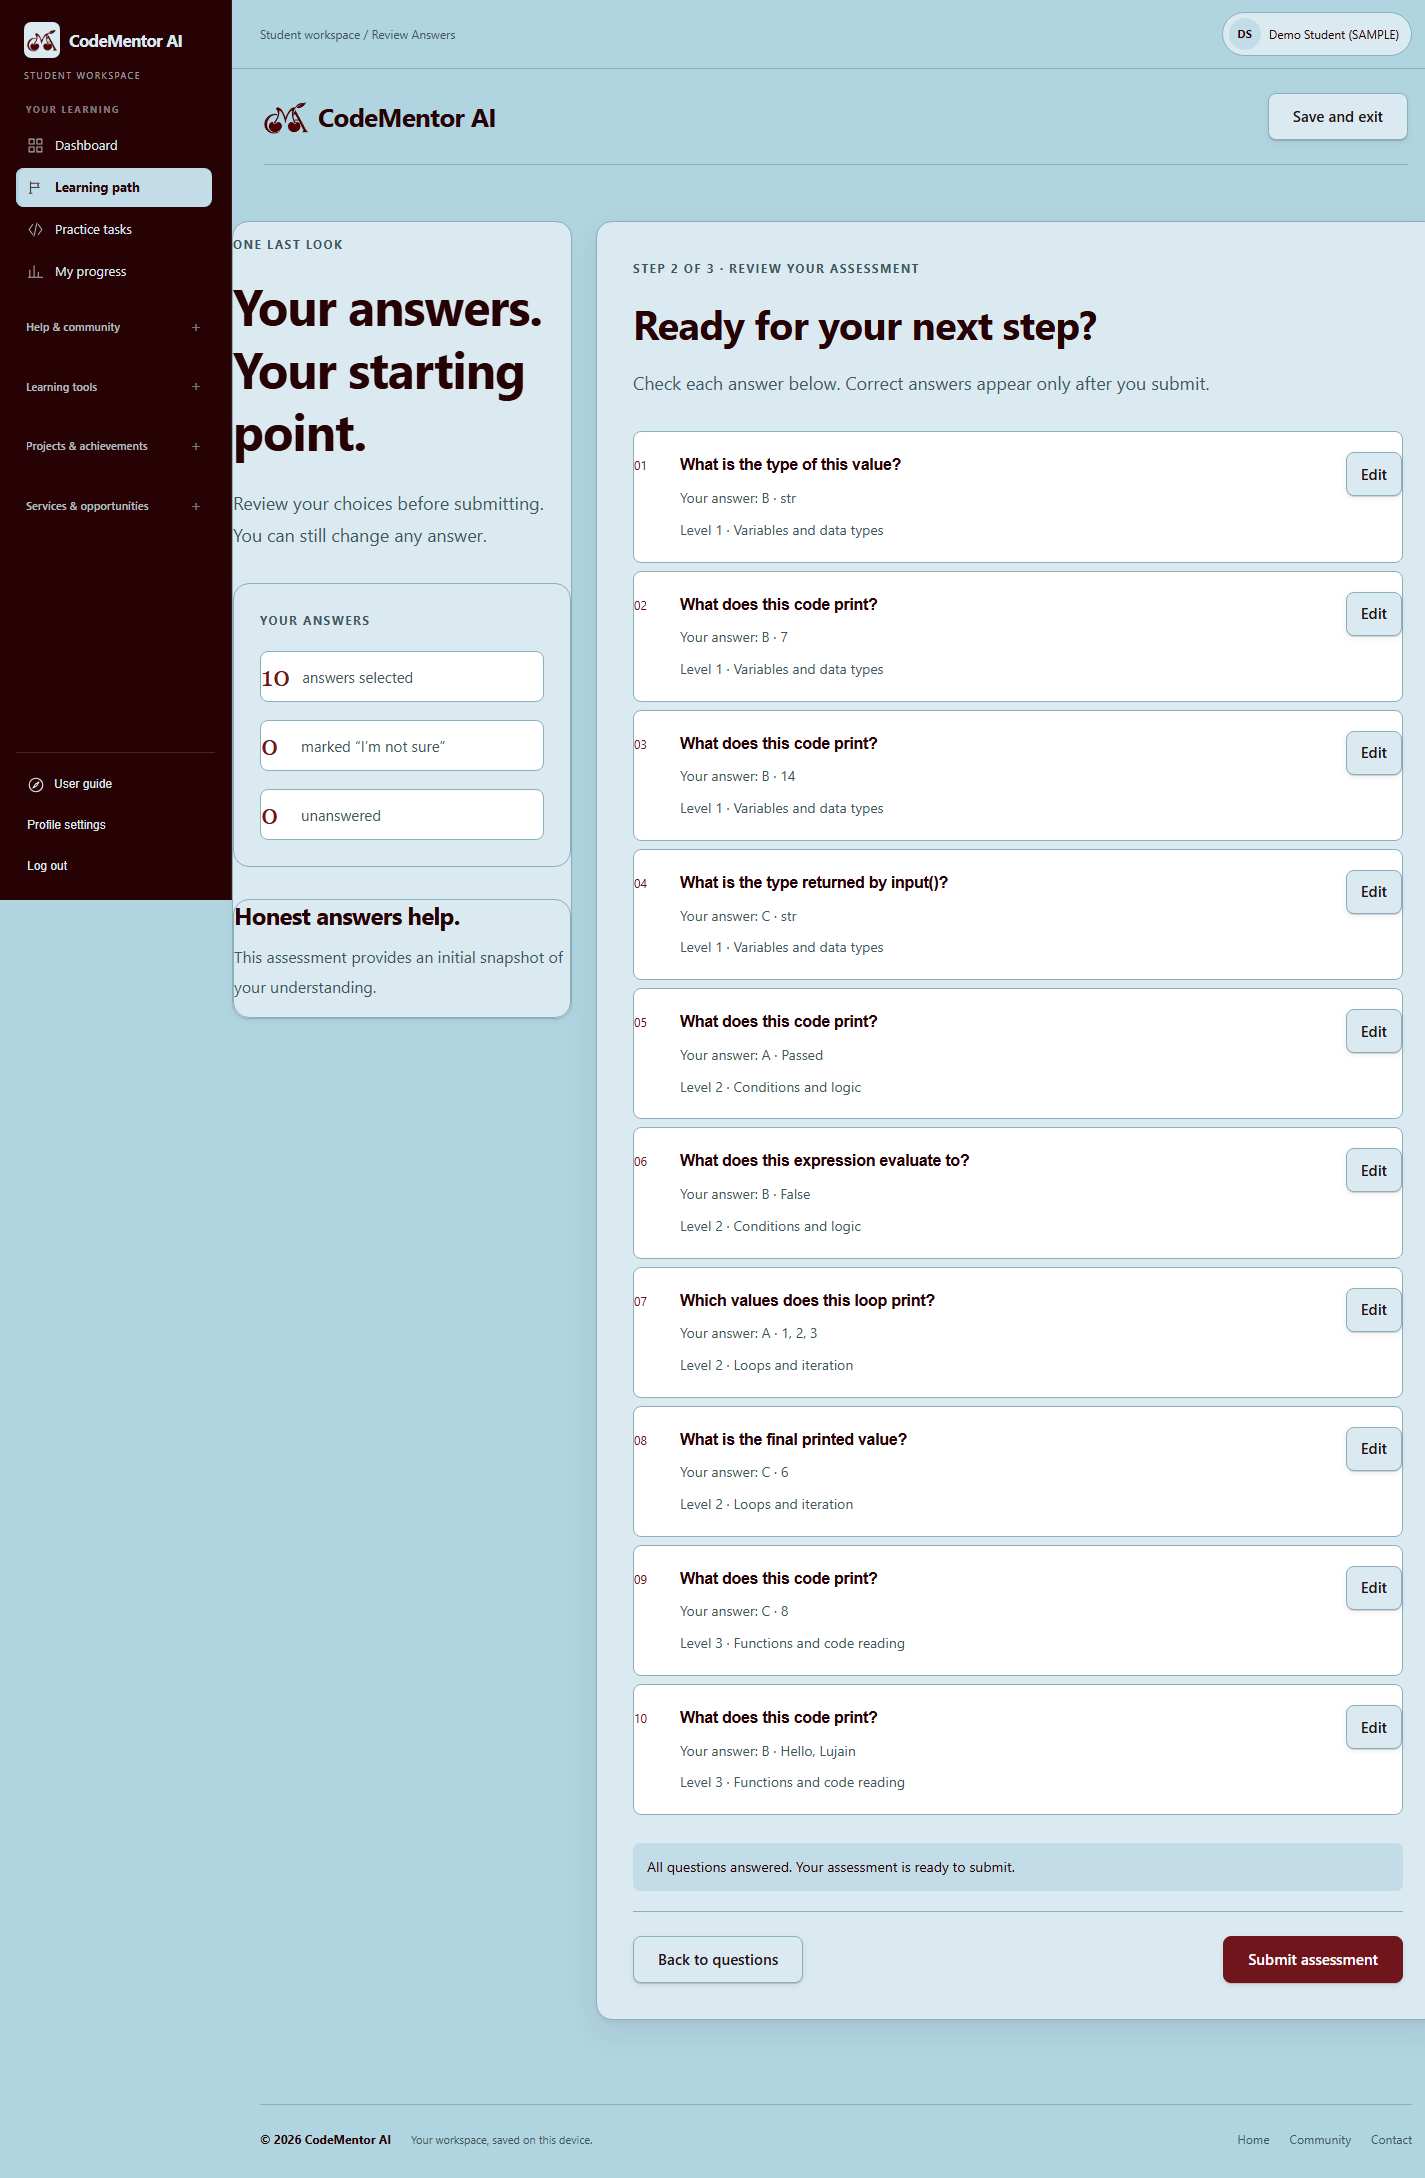 CodeMentor AI
STUDENT WORKSPACE
YOUR LEARNING
Dashboard
Learning path
Practice tasks
My progress
Help & community +
Learning tools +
Projects & achievements +
Services & opportunities +
User guide
Profile settings
Log out
Student workspace / Review Answers
DS Demo Student (SAMPLE)
CodeMentor AI
Save and exit
ONE LAST LOOK
Your answers.
Your starting
point.
Review your choices before submitting.
You can still change any answer.
YOUR ANSWERS
10 answers selected
0 marked “I’m not sure”
0 unanswered
Honest answers help.
This assessment provides an initial snapshot of
your understanding.
STEP 2 OF 3 · REVIEW YOUR ASSESSMENT
Ready for your next step?
Check each answer below. Correct answers appear only after you submit.
01 What is the type of this value? Edit
Your answer: B · str
Level 1 · Variables and data types
02 What does this code print? Edit
Your answer: B · 7
Level 1 · Variables and data types
03 What does this code print? Edit
Your answer: B · 14
Level 1 · Variables and data types
04 What is the type returned by input()? Edit
Your answer: C · str
Level 1 · Variables and data types
05 What does this code print? Edit
Your answer: A · Passed
Level 2 · Conditions and logic
06 What does this expression evaluate to? Edit
Your answer: B · False
Level 2 · Conditions and logic
07 Which values does this loop print? Edit
Your answer: A · 1, 2, 3
Level 2 · Loops and iteration
08 What is the final printed value? Edit
Your answer: C · 6
Level 2 · Loops and iteration
09 What does this code print? Edit
Your answer: C · 8
Level 3 · Functions and code reading
10 What does this code print? Edit
Your answer: B · Hello, Lujain
Level 3 · Functions and code reading
All questions answered. Your assessment is ready to submit.
Back to questions
Submit assessment
© 2026 CodeMentor AI Your workspace, saved on this device.
Home Community Contact